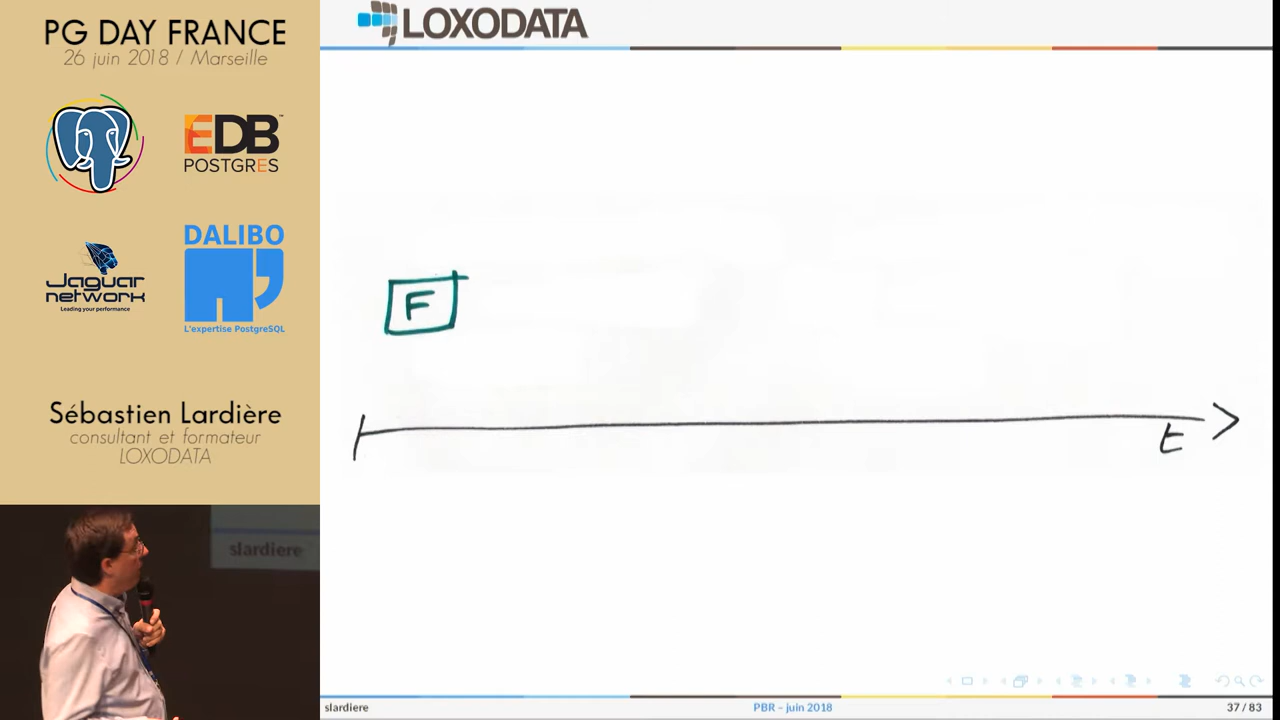 PG DAY FRANCE
26 juin 2018 / Marseille
EDB™
POSTGRES
Jaguar
network
Leading your performance
DALIBO
L'expertise PostgreSQL
Sébastien Lardière
consultant et formateur
LOXODATA
slardiere
LOXODATA
F
t
slardiere
PBR – juin 2018
37 / 83